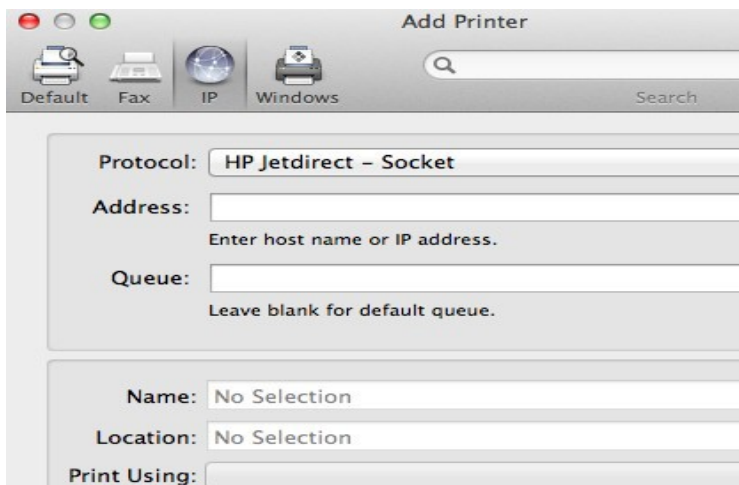 Add Printer
Default Fax IP Windows Search
Protocol: HP Jetdirect – Socket
Address:
Enter host name or IP address.
Queue:
Leave blank for default queue.
Name: No Selection
Location: No Selection
Print Using: